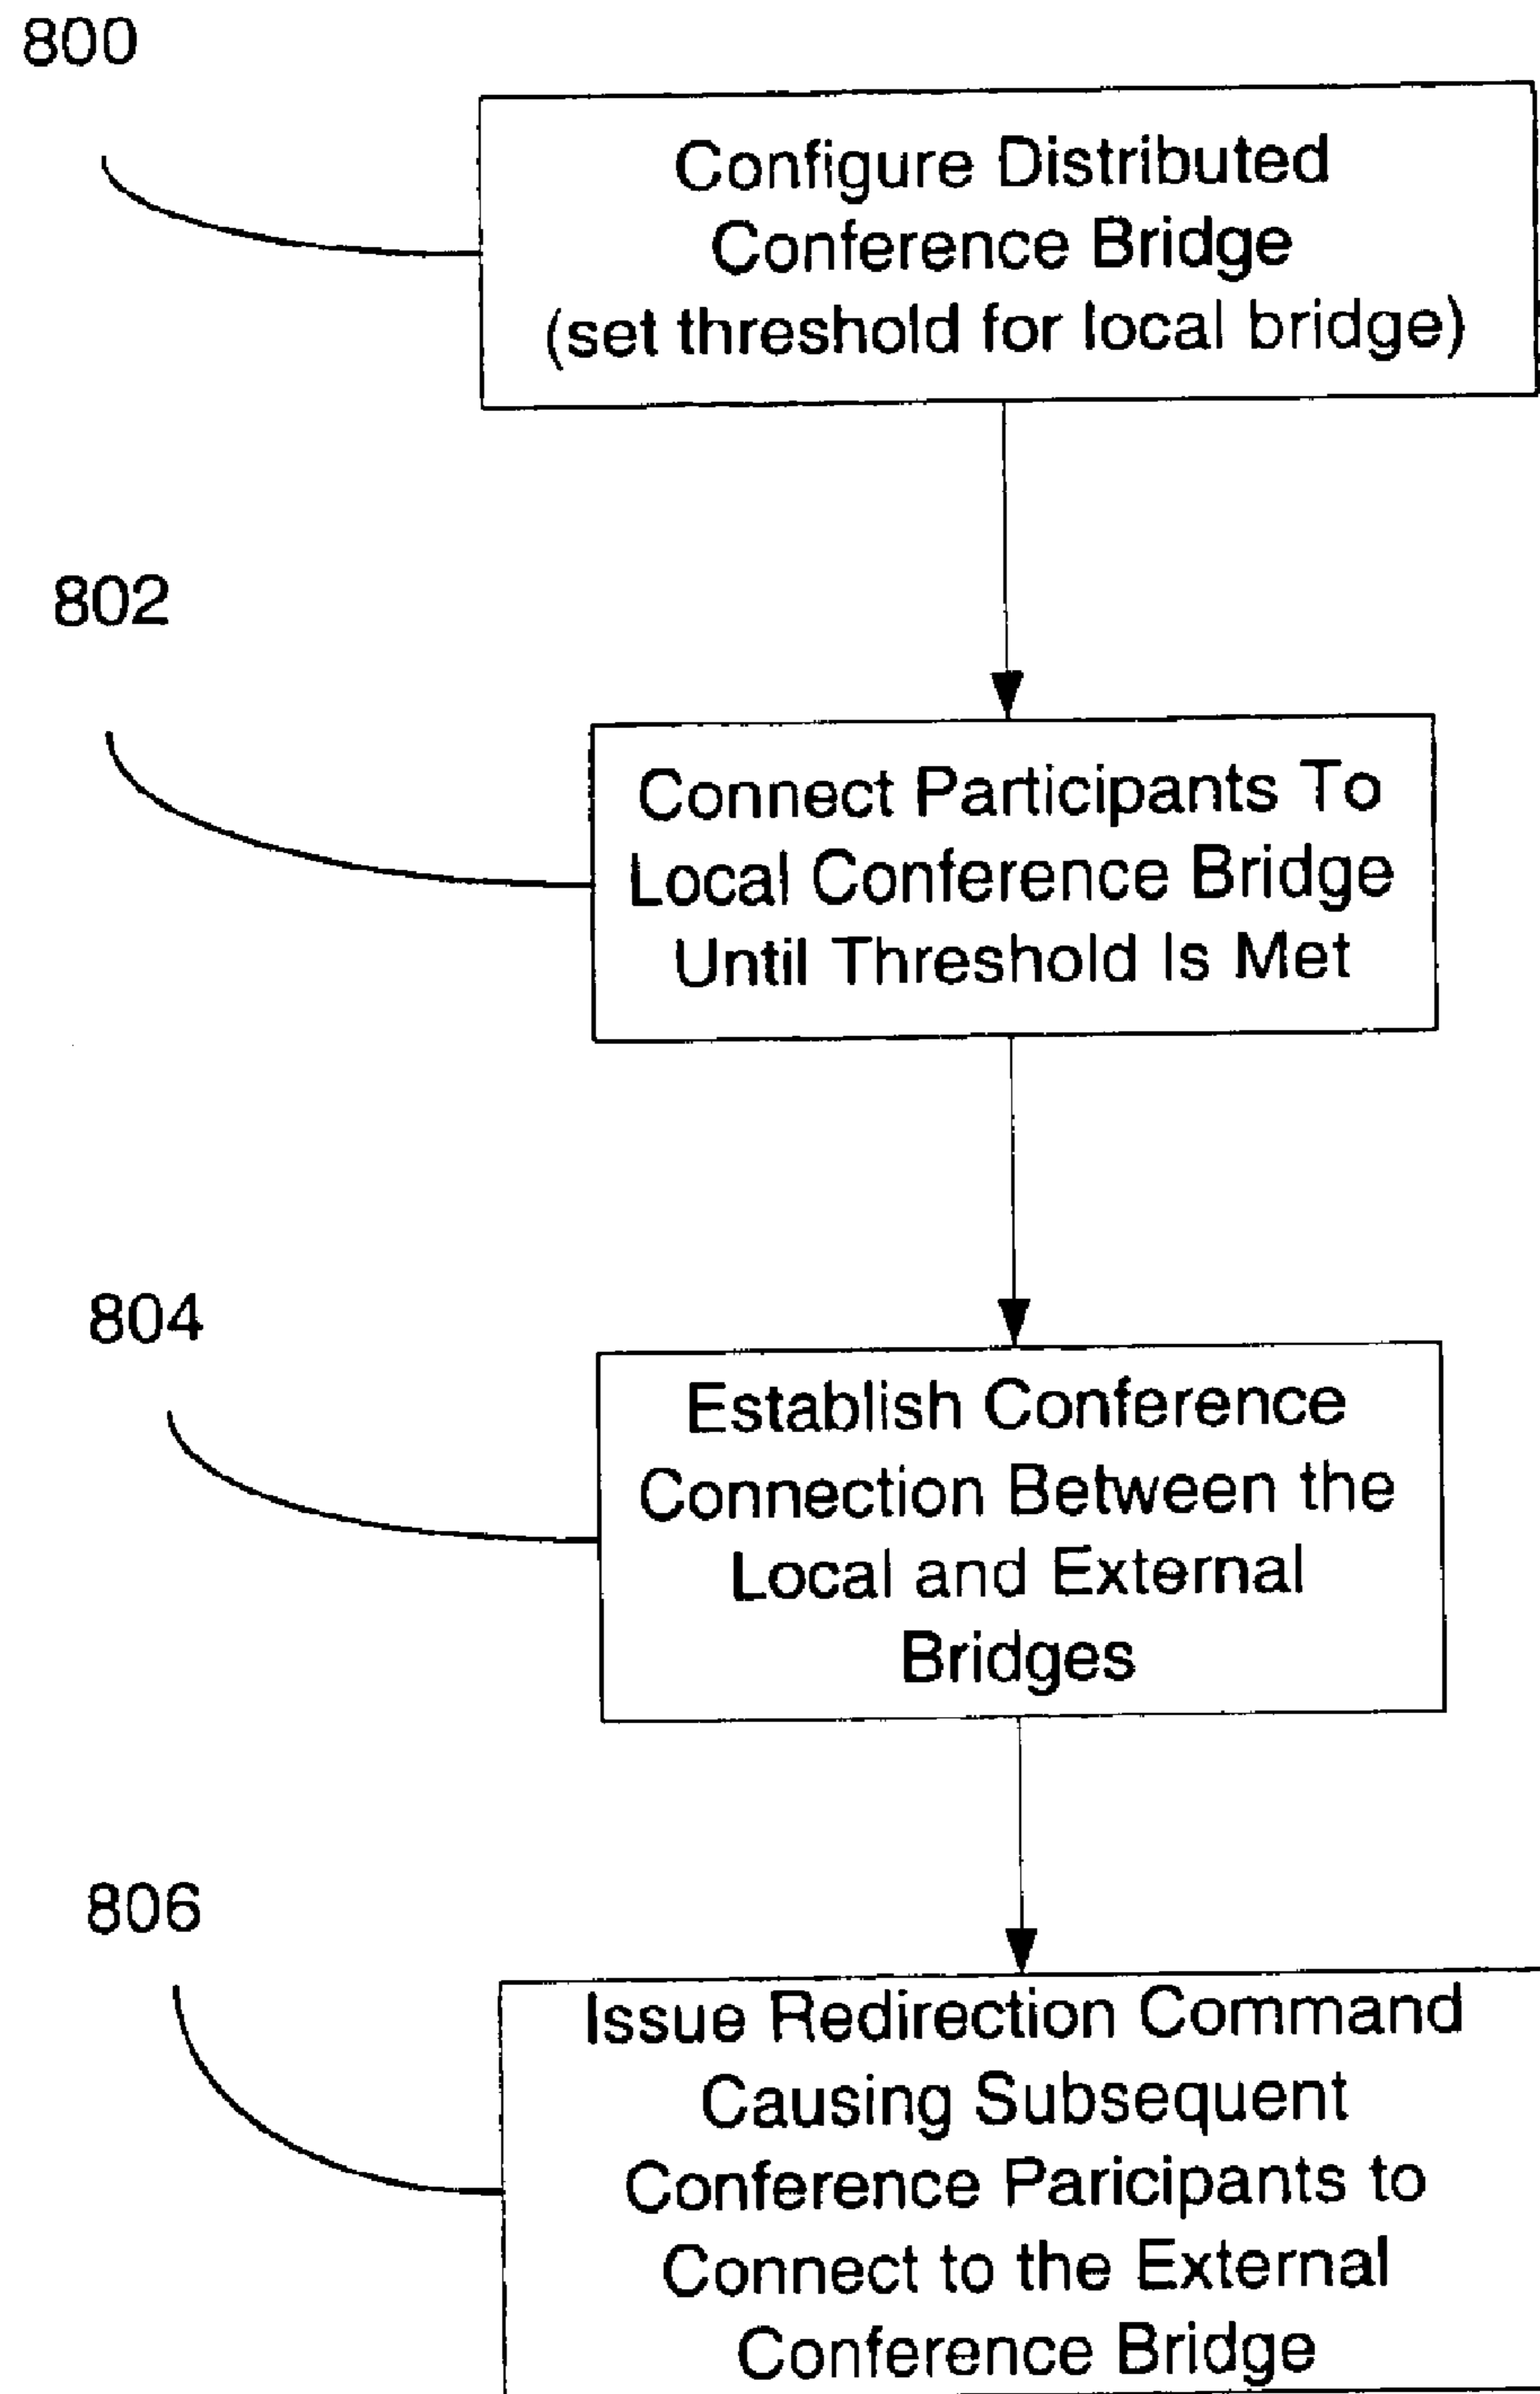 800
Configure Distributed
Conference Bridge
(set threshold for local bridge)
802
Connect Participants To
Local Conference Bridge
Until Threshold Is Met
804
Establish Conference
Connection Between the
Local and External
Bridges
806
Issue Redirection Command
Causing Subsequent
Conference Paricipants to
Connect to the External
Conference Bridge